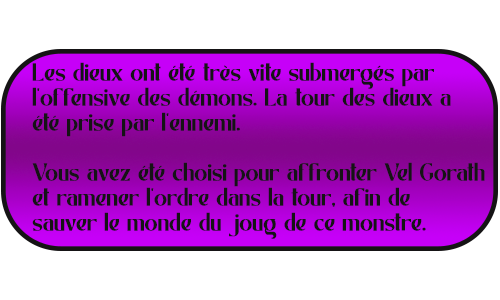 Les dieux ont été très vite submergés par
l'offensive des démons. La tour des dieux a
été prise par l'ennemi.
Vous avez été choisi pour affronter Vel Gorath
et ramener l'ordre dans la tour, afin de
sauver le monde du joug de ce monstre.